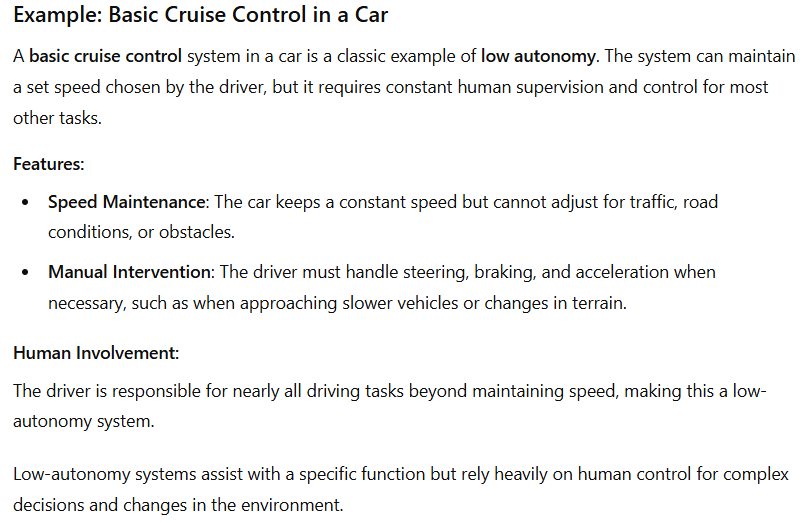 Example: Basic Cruise Control in a Car
A basic cruise control system in a car is a classic example of low autonomy. The system can maintain
a set speed chosen by the driver, but it requires constant human supervision and control for most
other tasks.
Features:
• Speed Maintenance: The car keeps a constant speed but cannot adjust for traffic, road
conditions, or obstacles.
• Manual Intervention: The driver must handle steering, braking, and acceleration when
necessary, such as when approaching slower vehicles or changes in terrain.
Human Involvement:
The driver is responsible for nearly all driving tasks beyond maintaining speed, making this a low-
autonomy system.
Low-autonomy systems assist with a specific function but rely heavily on human control for complex
decisions and changes in the environment.